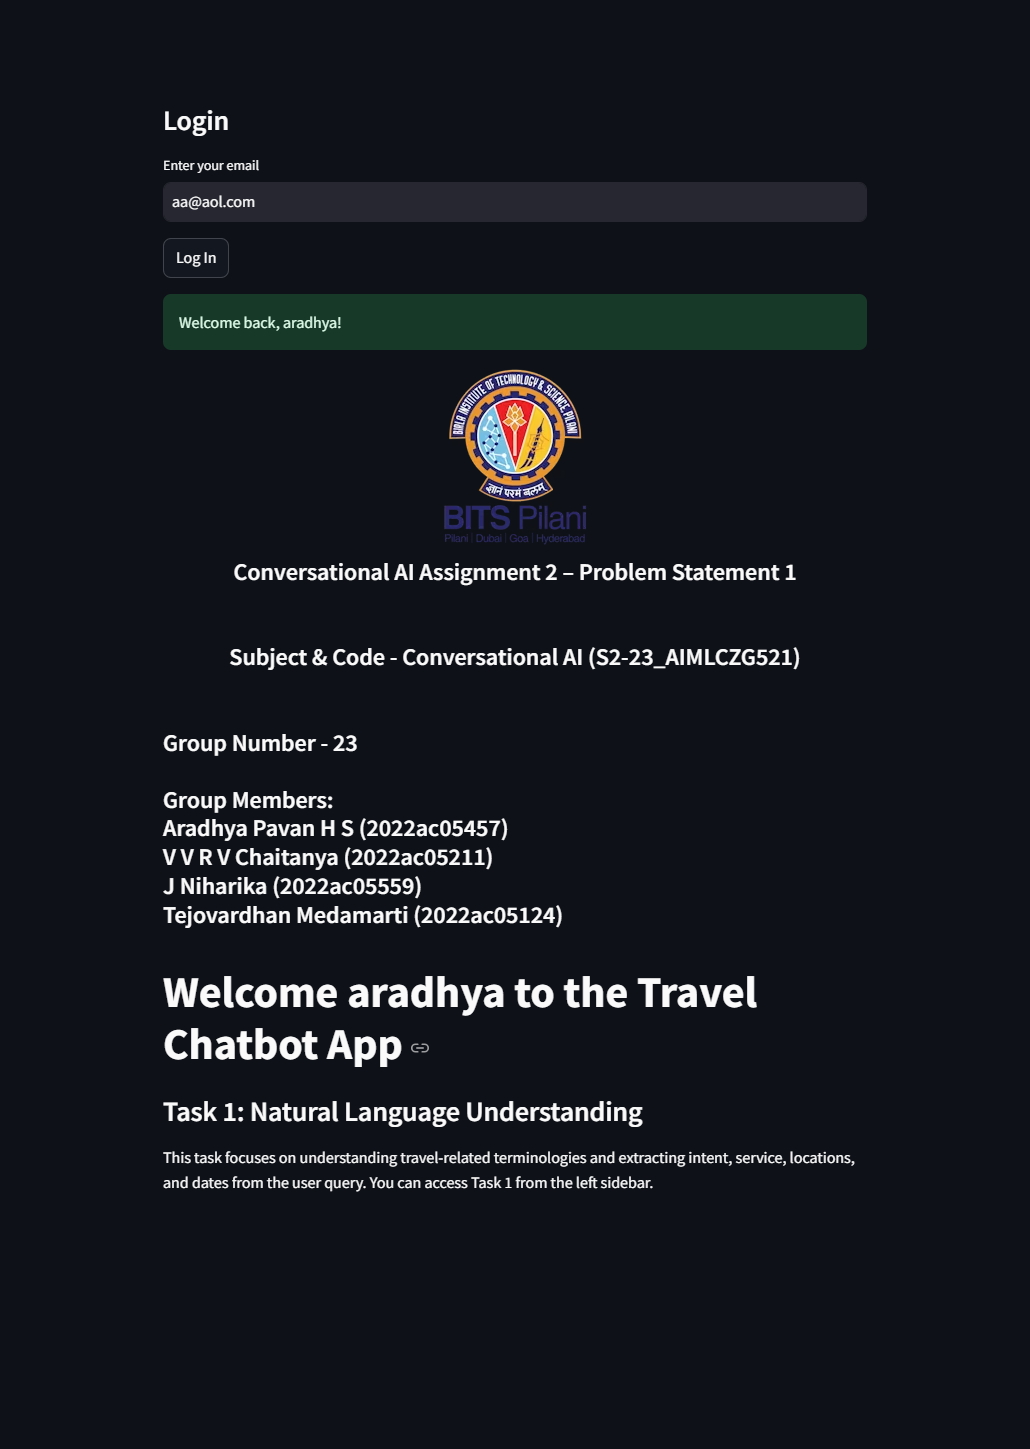 Login
Enter your email
aa@aol.com
Log In
Welcome back, aradhya!
BIRLA INSTITUTE OF TECHNOLOGY & SCIENCE, PILANI
ज्ञानं परमं बलम्
BITS Pilani
Pilani | Dubai | Goa | Hyderabad
Conversational AI Assignment 2 – Problem Statement 1
Subject & Code - Conversational AI (S2-23_AIMLCZG521)
Group Number - 23
Group Members:
Aradhya Pavan H S (2022ac05457)
V V R V Chaitanya (2022ac05211)
J Niharika (2022ac05559)
Tejovardhan Medamarti (2022ac05124)
Welcome aradhya to the Travel
Chatbot App
Task 1: Natural Language Understanding
This task focuses on understanding travel-related terminologies and extracting intent, service, locations,
and dates from the user query. You can access Task 1 from the left sidebar.